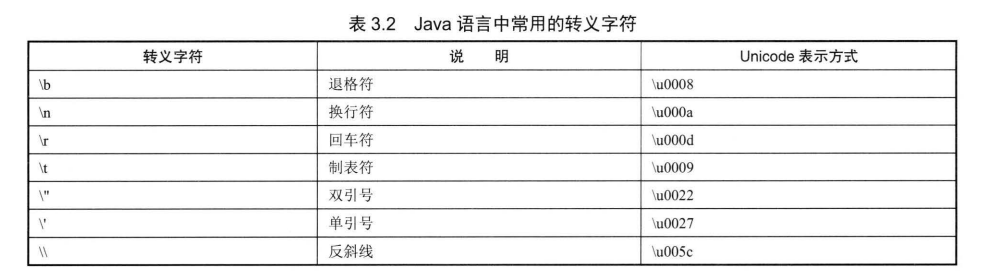 表 3.2 Java 语言中常用的转义字符
转义字符 说 明 Unicode 表示方式
\b 退格符 \u0008
\n 换行符 \u000a
\r 回车符 \u000d
\t 制表符 \u0009
\" 双引号 \u0022
\' 单引号 \u0027
\\ 反斜线 \u005c